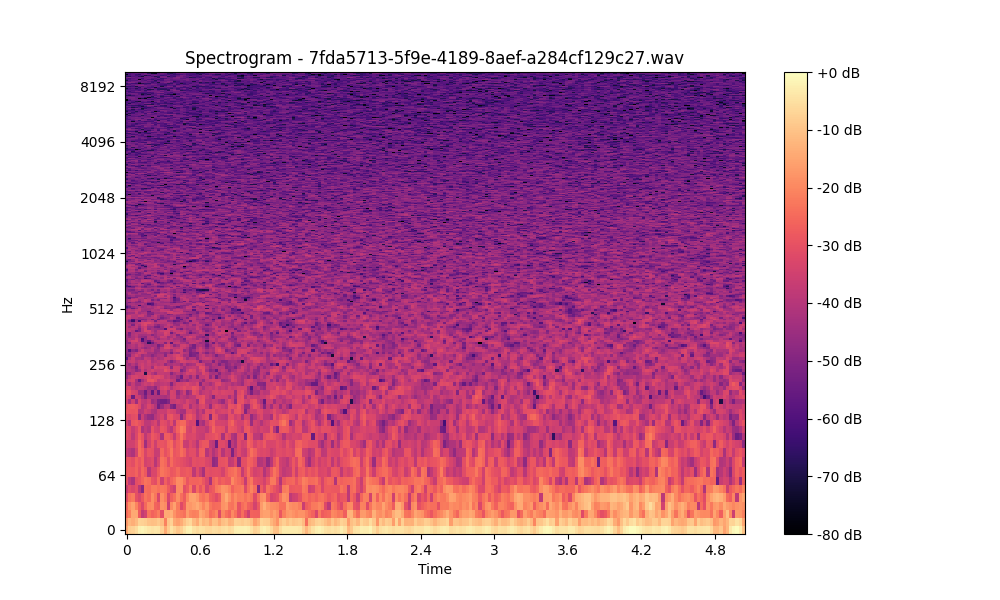 Spectrogram - 7fda5713-5f9e-4189-8aef-a284cf129c27.wav
Hz
8192
4096
2048
1024
512
256
128
64
0
0 0.6 1.2 1.8 2.4 3 3.6 4.2 4.8
Time
+0 dB
-10 dB
-20 dB
-30 dB
-40 dB
-50 dB
-60 dB
-70 dB
-80 dB